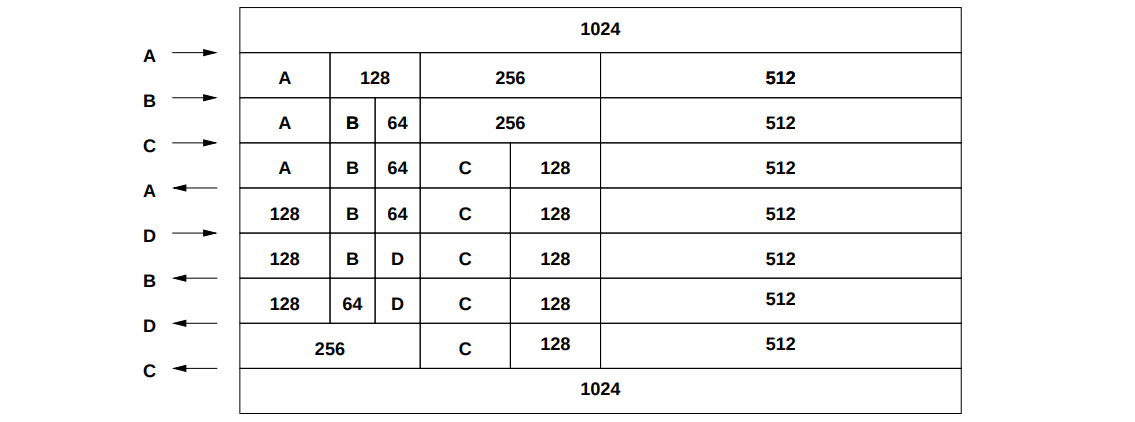 1024
A
A 128 256 512
B
A B 64 256 512
C
A B 64 C 128 512
A
128 B 64 C 128 512
D
128 B D C 128 512
B
128 64 D C 128 512
D
256 C 128 512
C
1024